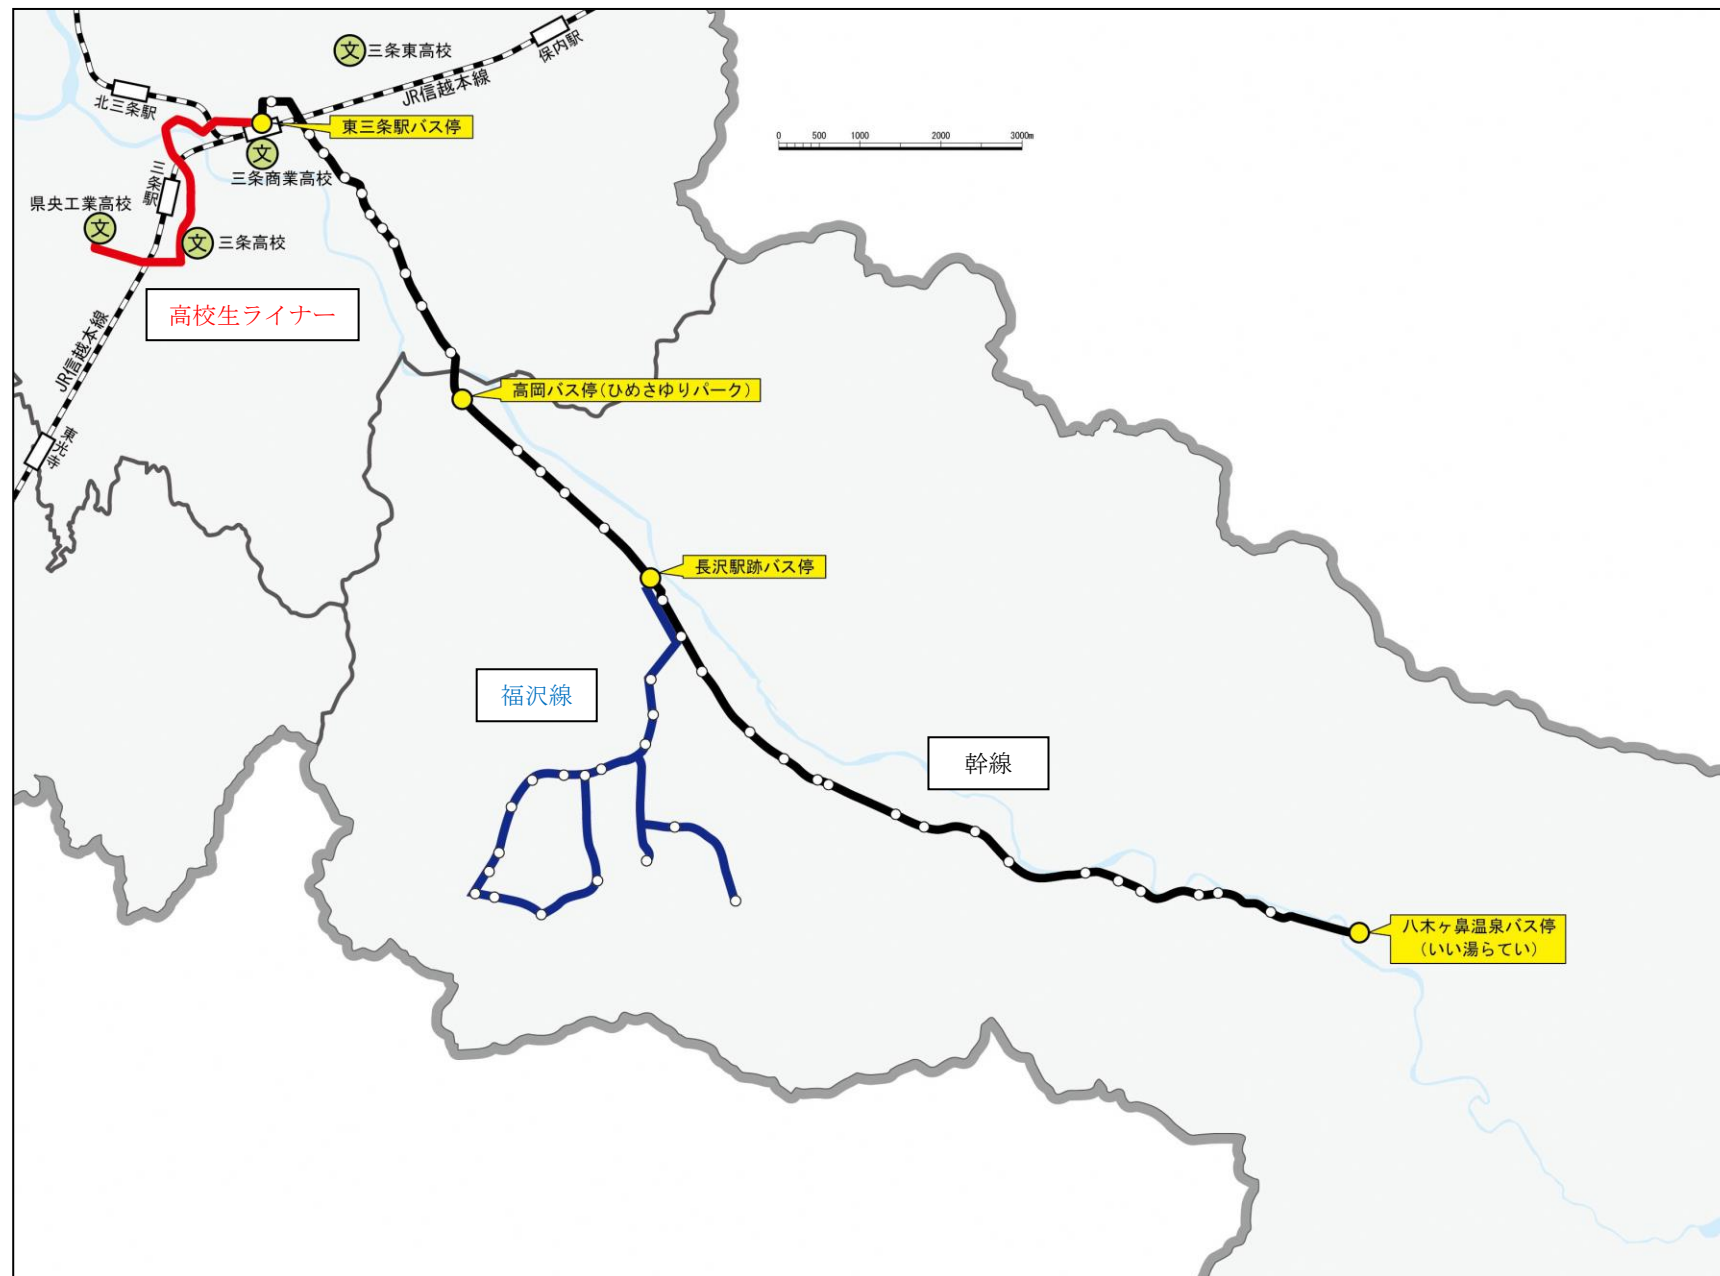 文
三条東高校
保内駅
JR信越本線
北三条駅
東三条駅バス停
0 500 1000 2000 3000m
文
三条商業高校
三条駅
県央工業高校
文
文
三条高校
高校生ライナー
JR信越本線
高岡バス停(ひめさゆりパーク)
東光寺
長沢駅跡バス停
福沢線
幹線
八木ヶ鼻温泉バス停
(いい湯らてい)